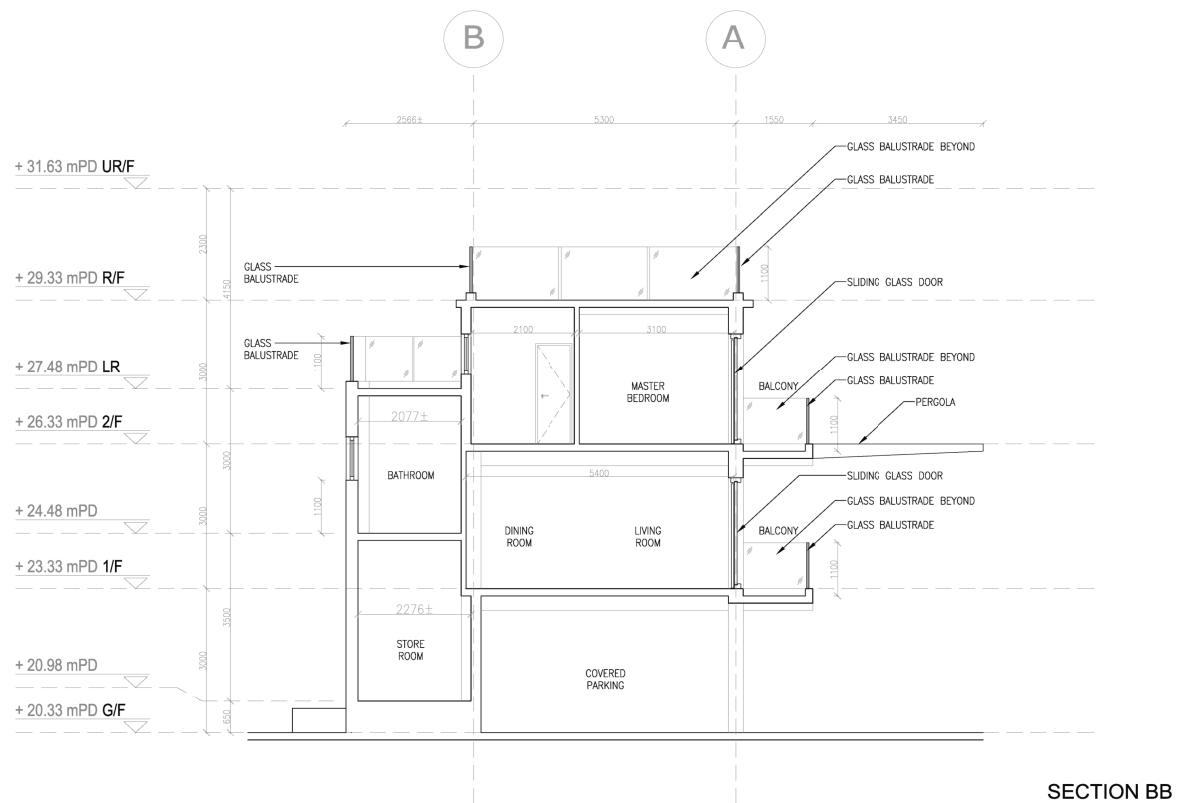 B
A
2566±
5300
1550
3450
GLASS BALUSTRADE BEYOND
+ 31.63 mPD UR/F
GLASS BALUSTRADE
2300
GLASS
BALUSTRADE
1100
+ 29.33 mPD R/F
4150
SLIDING GLASS DOOR
2100
3100
GLASS
BALUSTRADE
1100
GLASS BALUSTRADE BEYOND
+ 27.48 mPD LR
3000
MASTER
BEDROOM
BALCONY
GLASS BALUSTRADE
PERGOLA
2077±
+ 26.33 mPD 2/F
1100
3000
BATHROOM
5400
SLIDING GLASS DOOR
1100
GLASS BALUSTRADE BEYOND
+ 24.48 mPD
3000
DINING
ROOM
LIVING
ROOM
BALCONY
GLASS BALUSTRADE
+ 23.33 mPD 1/F
1100
2276±
3500
STORE
ROOM
3000
+ 20.98 mPD
COVERED
PARKING
+ 20.33 mPD G/F
650
SECTION BB